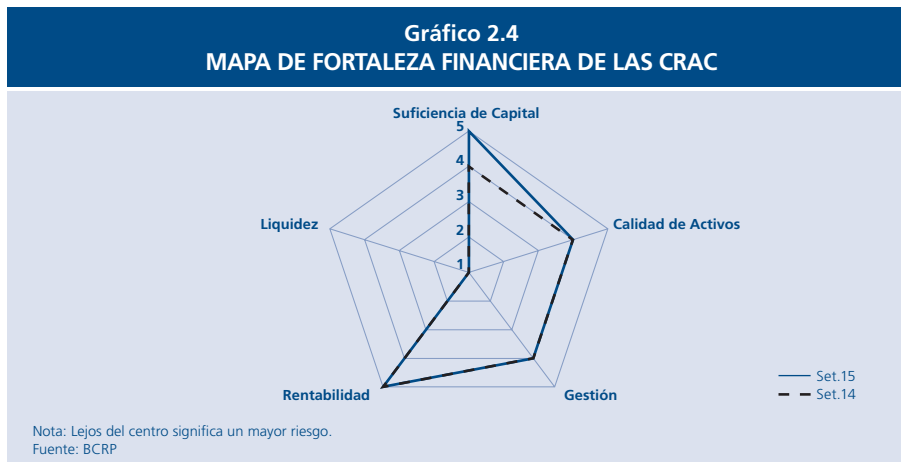 Gráfico 2.4
MAPA DE FORTALEZA FINANCIERA DE LAS CRAC
Suficiencia de Capital
5
4
3
2
1
Liquidez
Calidad de Activos
Rentabilidad
Gestión
Set.15
Set.14
Nota: Lejos del centro significa un mayor riesgo.
Fuente: BCRP